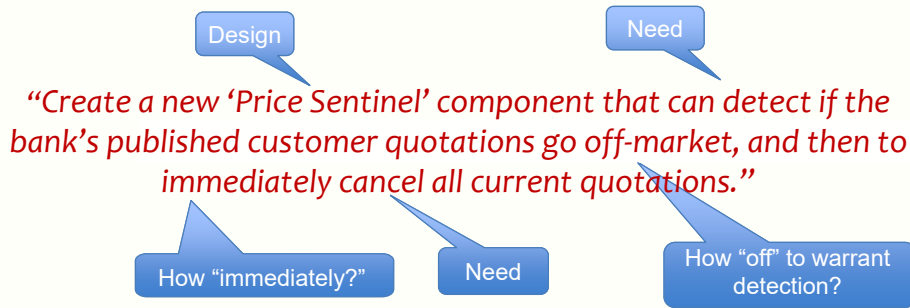 Design
Need
“Create a new ‘Price Sentinel’ component that can detect if the
bank’s published customer quotations go off-market, and then to
immediately cancel all current quotations.”
How “immediately?”
Need
How “off” to warrant
detection?